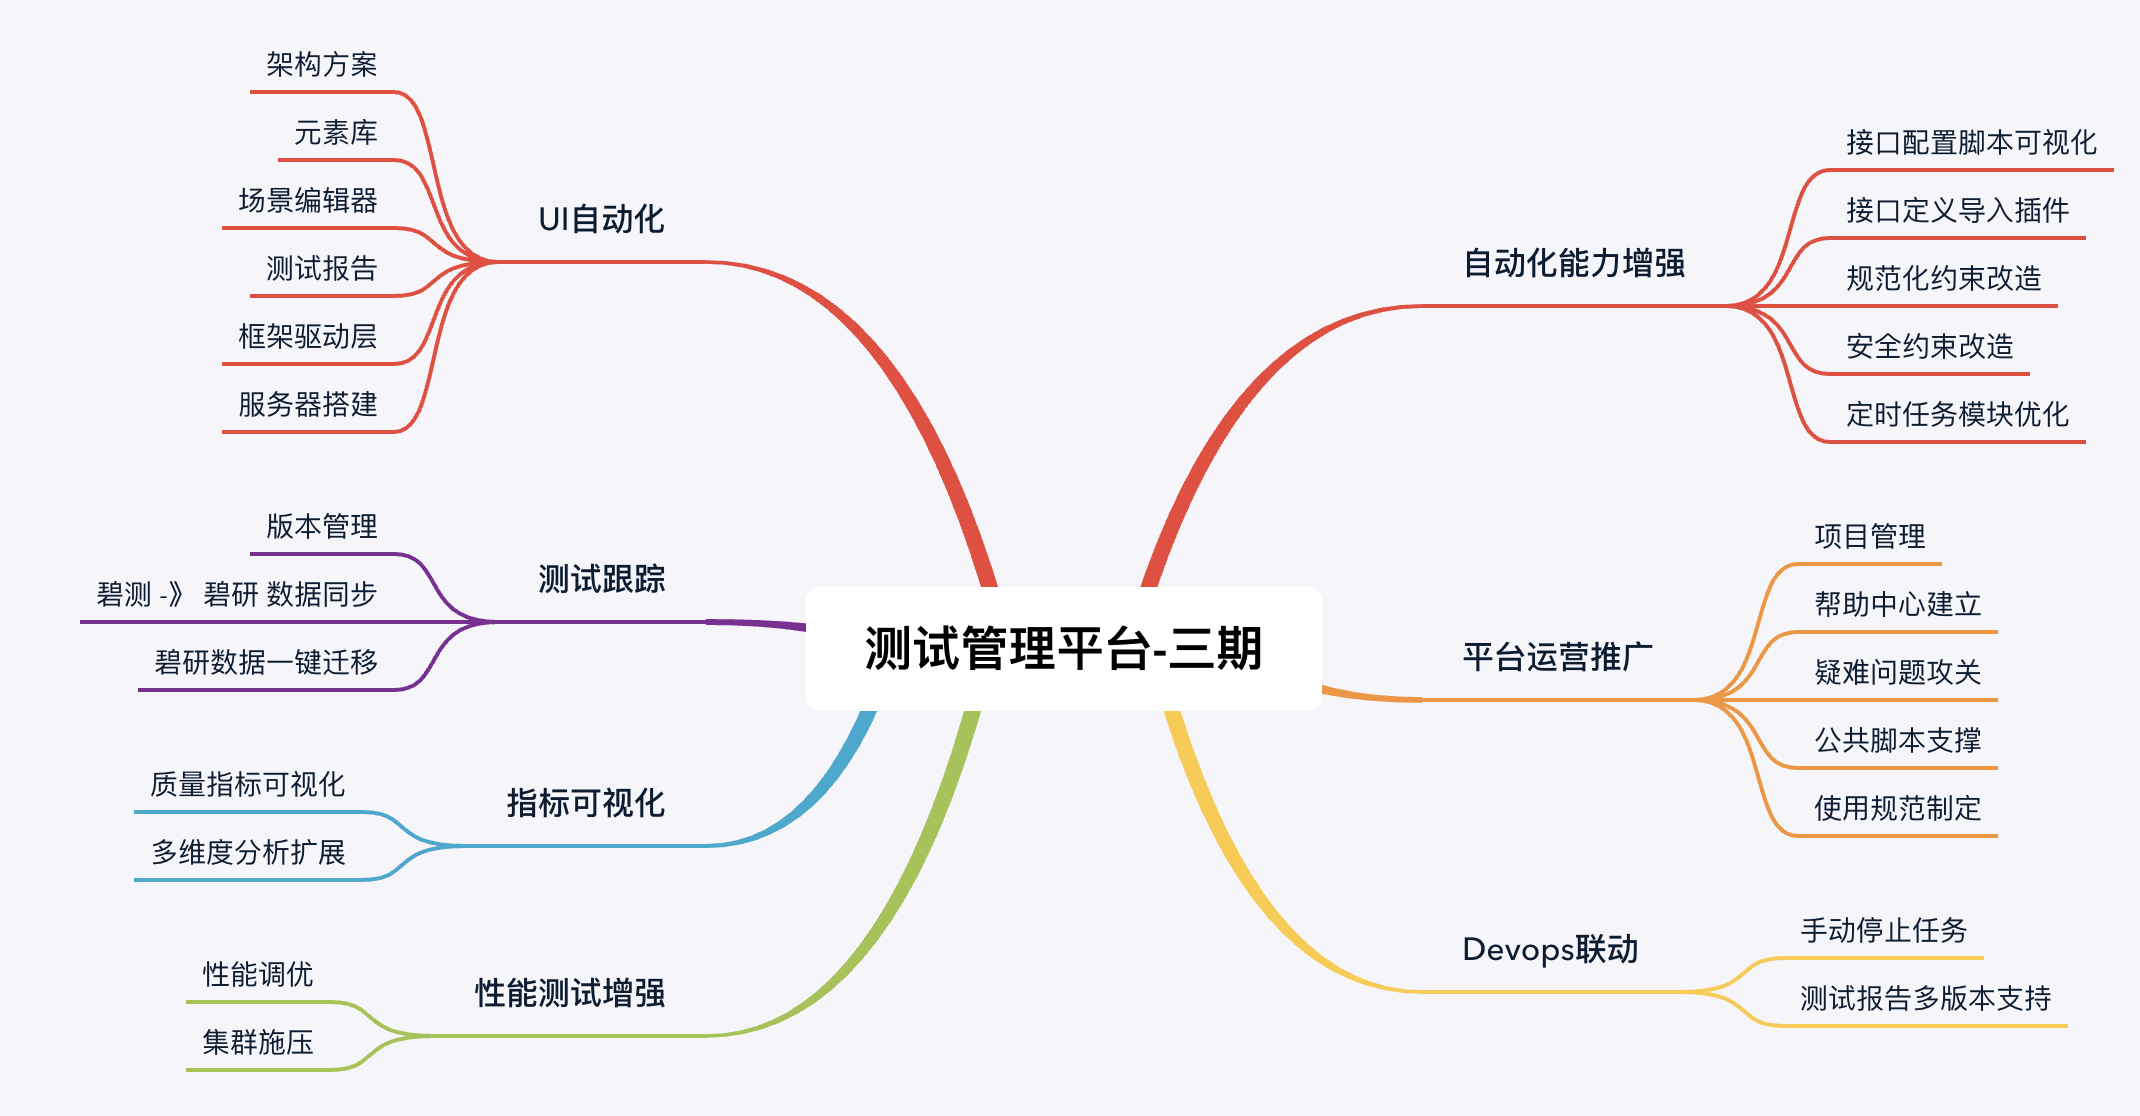 测试管理平台-三期
自动化能力增强
接口配置脚本可视化
接口定义导入插件
规范化约束改造
安全约束改造
定时任务模块优化
平台运营推广
项目管理
帮助中心建立
疑难问题攻关
公共脚本支撑
使用规范制定
Devops联动
手动停止任务
测试报告多版本支持
UI自动化
架构方案
元素库
场景编辑器
测试报告
框架驱动层
服务器搭建
测试跟踪
版本管理
碧测 -》 碧研 数据同步
碧研数据一键迁移
指标可视化
质量指标可视化
多维度分析扩展
性能测试增强
性能调优
集群施压